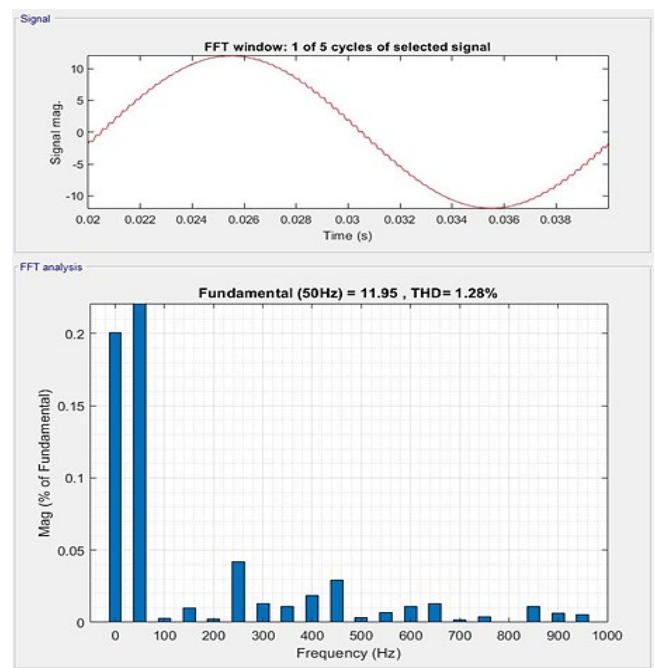 Signal
FFT window: 1 of 5 cycles of selected signal
10
5
0
-5
-10
Signal mag.
0.02 0.022 0.024 0.026 0.028 0.03 0.032 0.034 0.036 0.038
Time (s)
FFT analysis
Fundamental (50Hz) = 11.95 , THD= 1.28%
0.2
0.15
0.1
0.05
0
Mag (% of Fundamental)
0 100 200 300 400 500 600 700 800 900 1000
Frequency (Hz)